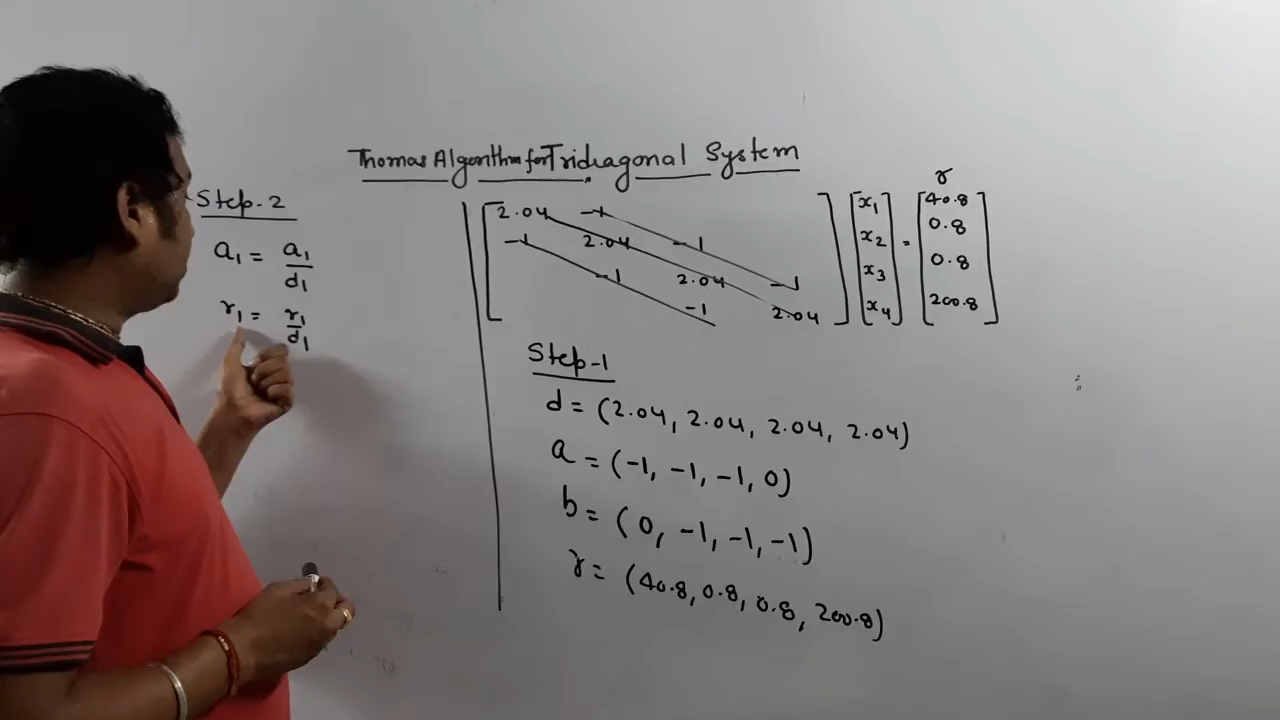 Thomas Algorithm for Tridiagonal System
Step-2
a₁ = a₁/d₁
r₁ = r₁/d₁
2.04 -1
-1 2.04 -1
-1 2.04 -1
-1 2.04
x₁
x₂
x₃
x₄
=
r
40.8
0.8
0.8
200.8
Step-1
d = (2.04, 2.04, 2.04, 2.04)
a = (-1, -1, -1, 0)
b = (0, -1, -1, -1)
r = (40.8, 0.8, 0.8, 200.8)